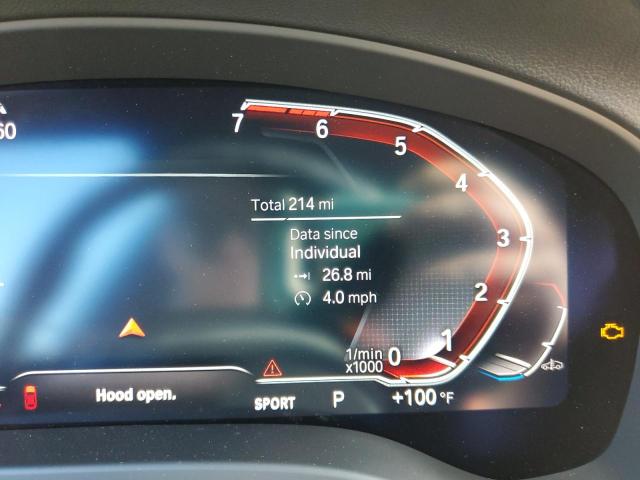 7
6
5
4
3
2
1
0
60
Total 214 mi
Data since
Individual
26.8 mi
4.0 mph
1/min
x1000
Hood open.
SPORT P +100 °F